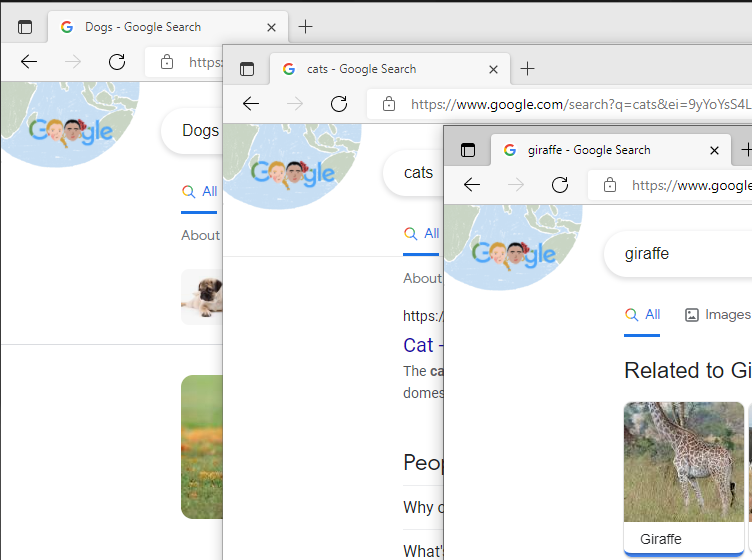 Dogs - Google Search
https:
Google
Dogs
All
About
cats - Google Search
https://www.google.com/search?q=cats&ei=9yYoYsS4L
Google
cats
All
About
https:/
Cat -
The ca
domes
Peop
Why c
What's
giraffe - Google Search
https://www.google
Google
giraffe
All
Images
Related to Gi
Giraffe